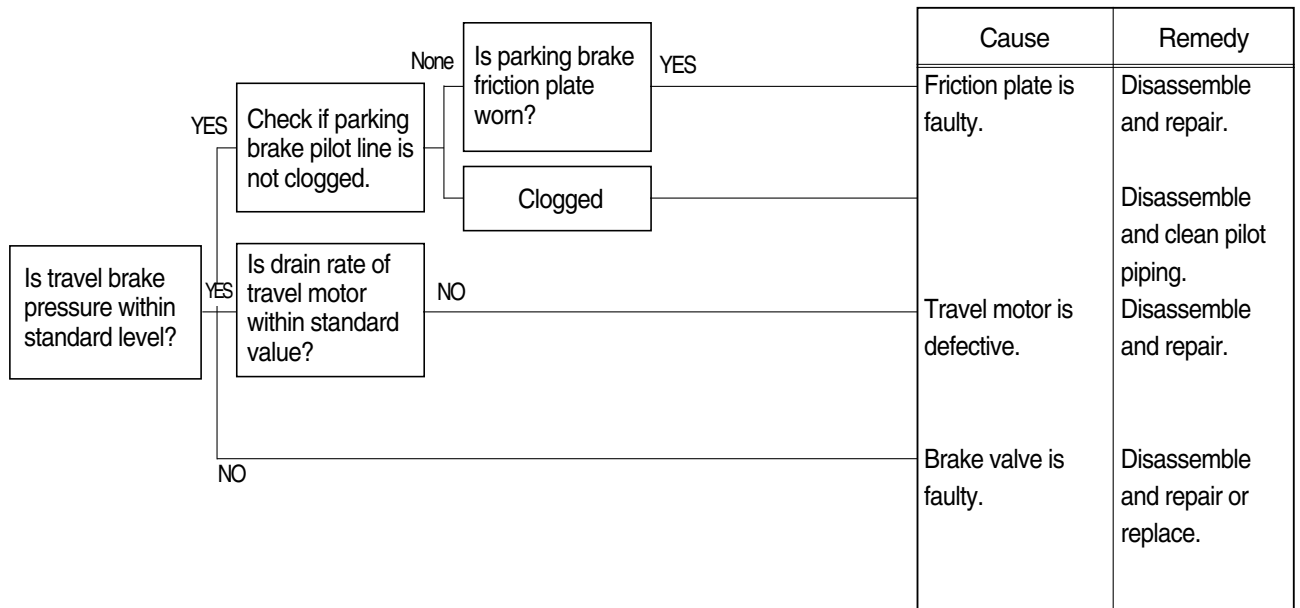 Cause
Remedy
None
Is parking brake
friction plate
worn?
YES
Friction plate is
faulty.
Disassemble
and repair.
YES
Check if parking
brake pilot line is
not clogged.
Clogged
Disassemble
and clean pilot
piping.
Is travel brake
pressure within
standard level?
YES
Is drain rate of
travel motor
within standard
value?
NO
Travel motor is
defective.
Disassemble
and repair.
NO
Brake valve is
faulty.
Disassemble
and repair or
replace.